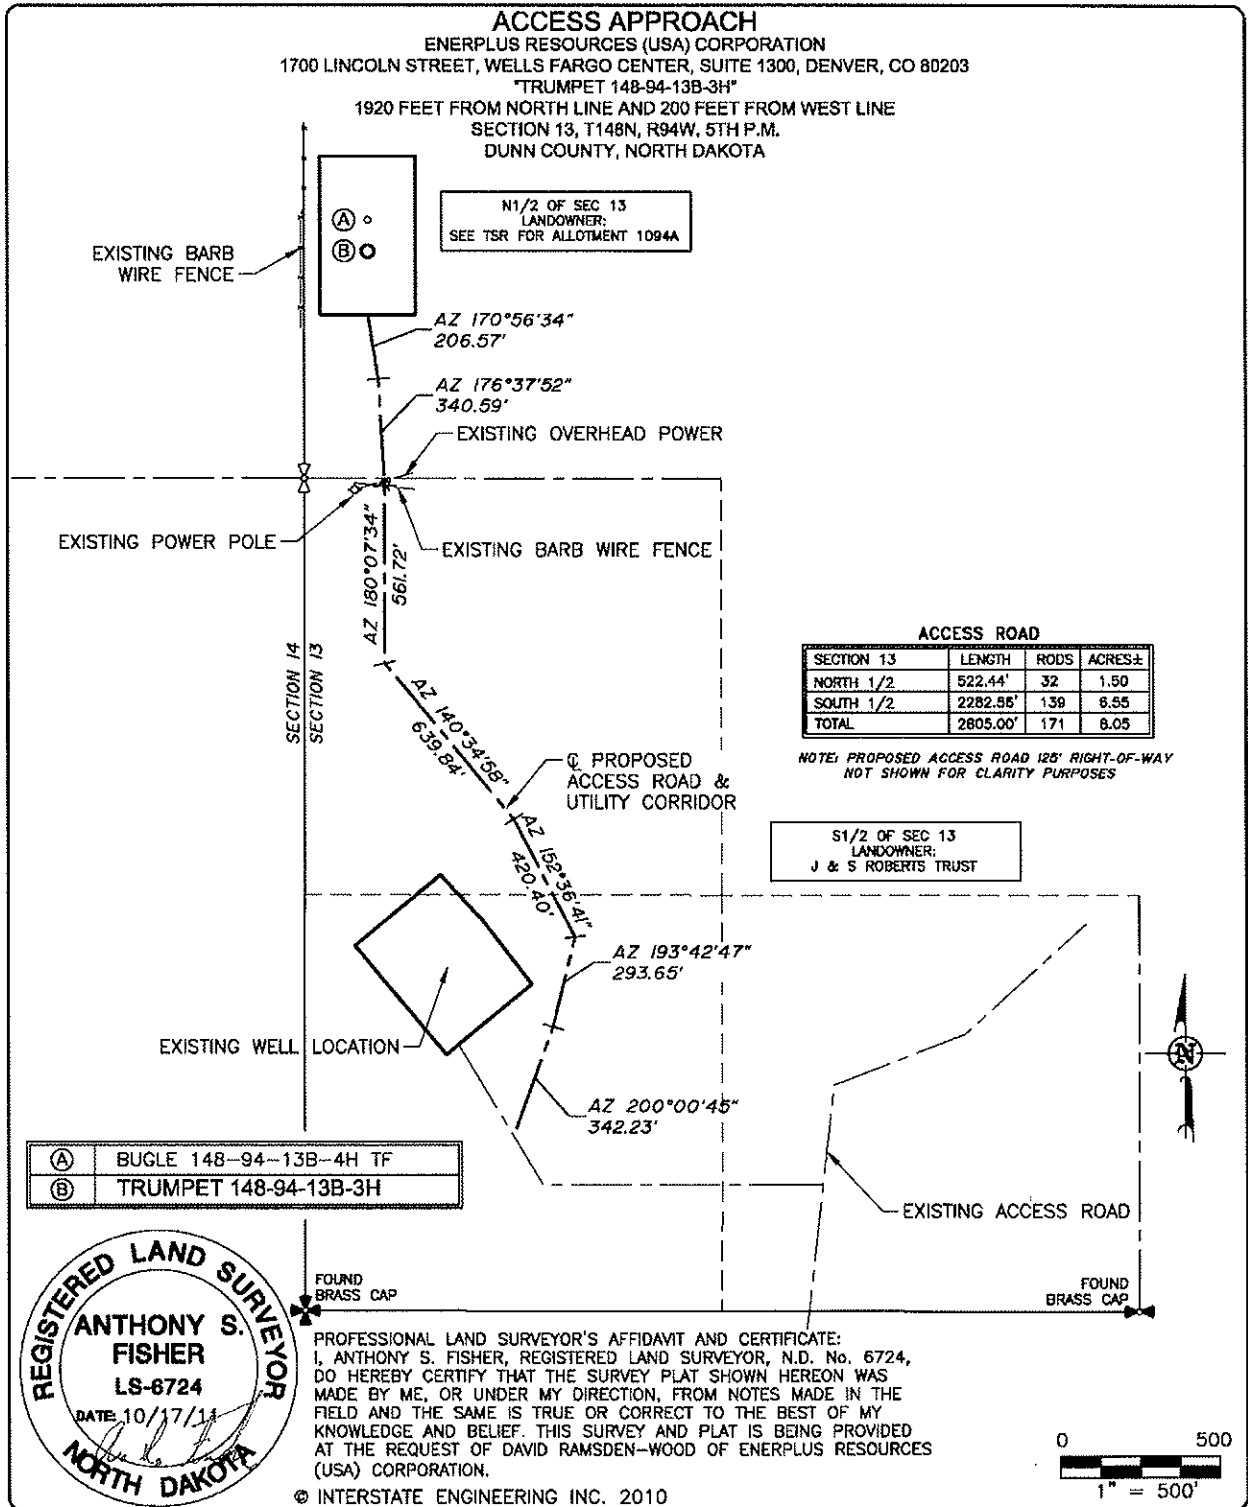 ACCESS APPROACH
ENERPLUS RESOURCES (USA) CORPORATION
1700 LINCOLN STREET, WELLS FARGO CENTER, SUITE 1300, DENVER, CO 80203
"TRUMPET 148-94-13B-3H"
1920 FEET FROM NORTH LINE AND 200 FEET FROM WEST LINE
SECTION 13, T148N, R94W, 5TH P.M.
DUNN COUNTY, NORTH DAKOTA
N1/2 OF SEC 13
LANDOWNER:
SEE TSR FOR ALLOTMENT 1094A
A
B
EXISTING BARB
WIRE FENCE
AZ 170°56'34"
206.57'
AZ 176°37'52"
340.59'
EXISTING OVERHEAD POWER
EXISTING POWER POLE
EXISTING BARB WIRE FENCE
AZ 180°07'34"
561.72'
SECTION 14
SECTION 13
AZ 140°34'58"
639.84'
ACCESS ROAD
SECTION 13 LENGTH RODS ACRES±
NORTH 1/2 522.44' 32 1.50
SOUTH 1/2 2282.56' 139 6.55
TOTAL 2805.00' 171 8.05
NOTE: PROPOSED ACCESS ROAD 125' RIGHT-OF-WAY
NOT SHOWN FOR CLARITY PURPOSES
℄ PROPOSED
ACCESS ROAD &
UTILITY CORRIDOR
S1/2 OF SEC 13
LANDOWNER:
J & S ROBERTS TRUST
AZ 152°36'41"
420.40'
AZ 193°42'47"
293.65'
EXISTING WELL LOCATION
N
AZ 200°00'45"
342.23'
A BUGLE 148-94-13B-4H TF
B TRUMPET 148-94-13B-3H
EXISTING ACCESS ROAD
FOUND
BRASS CAP
FOUND
BRASS CAP
REGISTERED LAND SURVEYOR
ANTHONY S.
FISHER
LS-6724
DATE: 10/17/11
NORTH DAKOTA
PROFESSIONAL LAND SURVEYOR'S AFFIDAVIT AND CERTIFICATE:
I, ANTHONY S. FISHER, REGISTERED LAND SURVEYOR, N.D. No. 6724,
DO HEREBY CERTIFY THAT THE SURVEY PLAT SHOWN HEREON WAS
MADE BY ME, OR UNDER MY DIRECTION, FROM NOTES MADE IN THE
FIELD AND THE SAME IS TRUE OR CORRECT TO THE BEST OF MY
KNOWLEDGE AND BELIEF. THIS SURVEY AND PLAT IS BEING PROVIDED
AT THE REQUEST OF DAVID RAMSDEN-WOOD OF ENERPLUS RESOURCES
(USA) CORPORATION.
© INTERSTATE ENGINEERING INC. 2010
0 500
1" = 500'